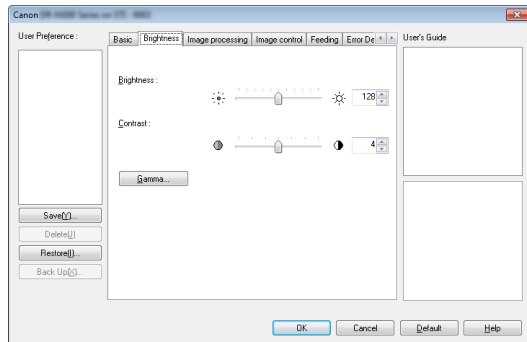 Canon
User Preference :
Save(Y)...
Delete(J)
Restore(I)...
Back Up(X)...
Basic
Brightness
Image processing
Image control
Feeding
Error De
Brightness :
128
Contrast :
4
Gamma...
User's Guide
OK
Cancel
Default
Help